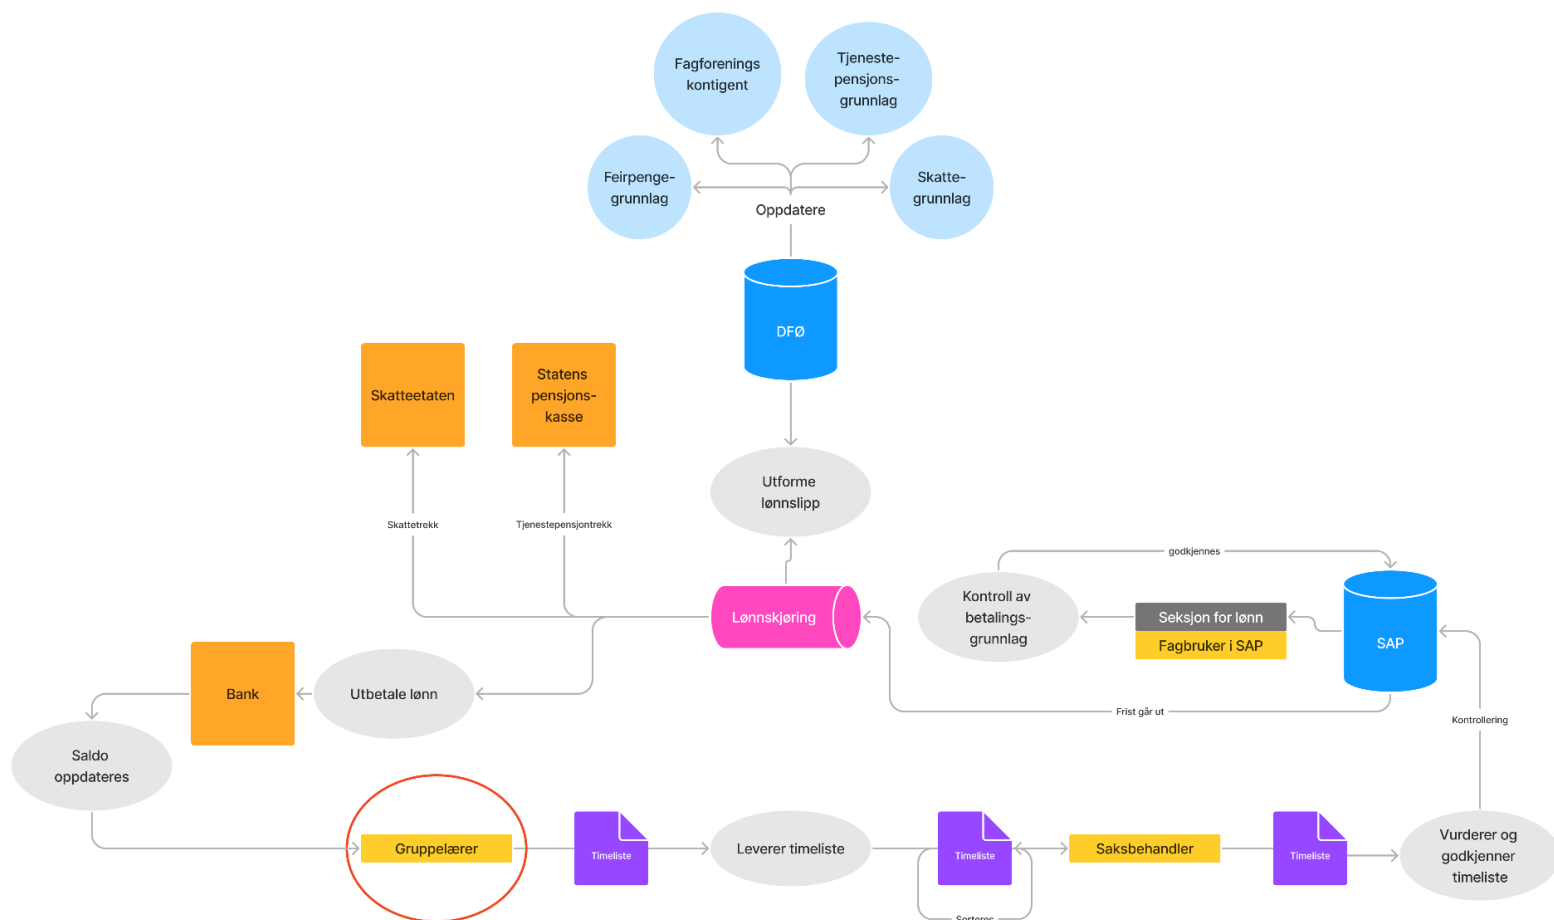 Fagforenings
kontigent
Tjeneste-
pensjons-
grunnlag
Feirpenge-
grunnlag
Skatte-
grunnlag
Oppdatere
DFØ
Skatteetaten
Statens
pensjons-
kasse
Utforme
lønnslipp
Skattetrekk
Tjenestepensjontrekk
godkjennes
Kontroll av
betalings-
grunnlag
Seksjon for lønn
Fagbruker i SAP
SAP
Lønnskjøring
Bank
Utbetale lønn
Frist går ut
Kontrollering
Saldo
oppdateres
Gruppelærer
Timeliste
Leverer timeliste
Timeliste
Saksbehandler
Timeliste
Vurderer og
godkjenner
timeliste
Sorteres